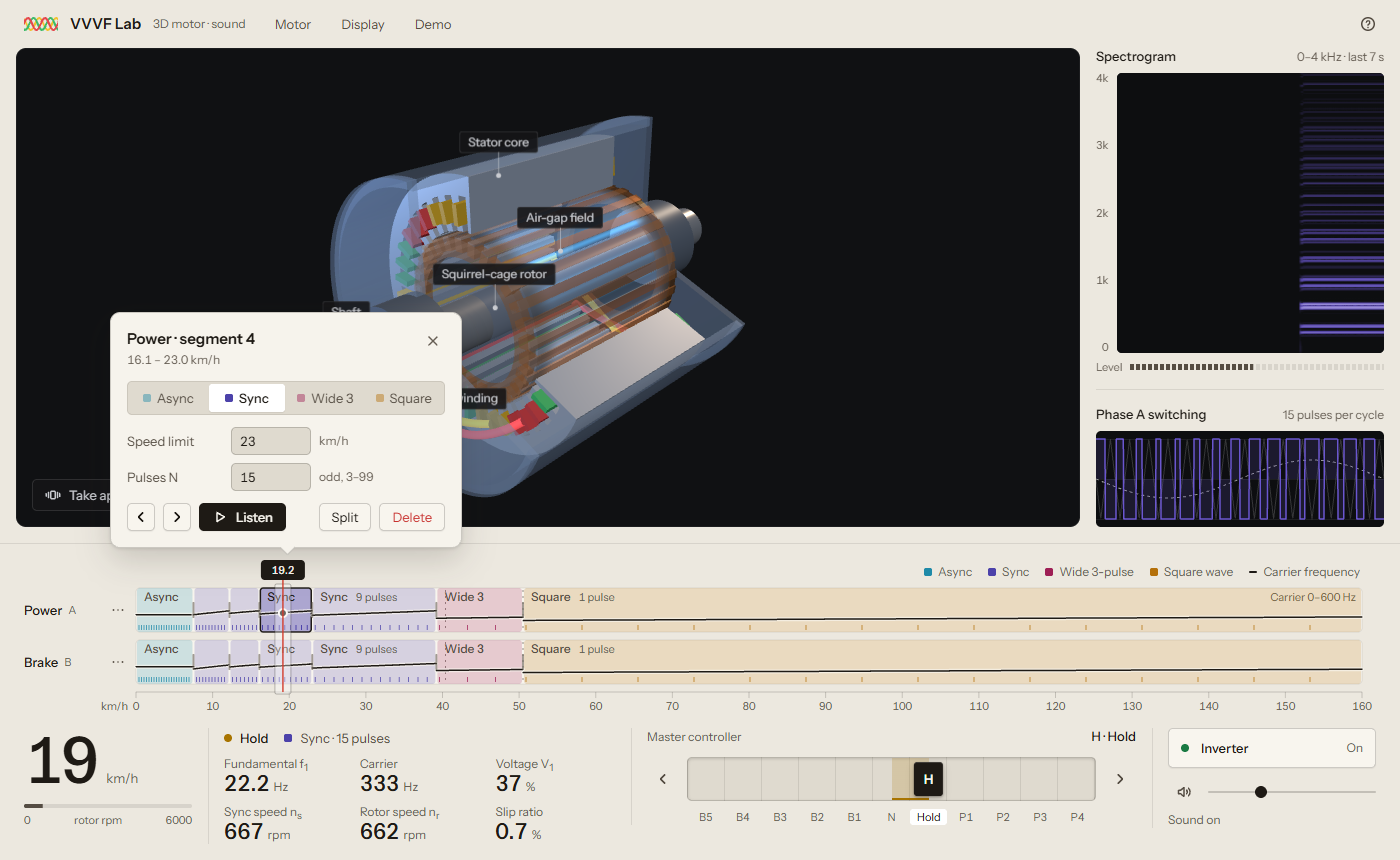 VVVF Lab 3D motor · sound Motor Display Demo
Spectrogram 0–4 kHz · last 7 s
4k
3k
2k
1k
0
Level
Stator core
Air-gap field
Squirrel-cage rotor
Shaft
Power · segment 4
16.1 – 23.0 km/h
Async Sync Wide 3 Square
Speed limit 23 km/h
Pulses N 15 odd, 3–99
Listen Split Delete
Phase A switching 15 pulses per cycle
19.2
Async Sync Wide 3-pulse Square wave Carrier frequency
Power A Async Sync Sync 9 pulses Wide 3 Square 1 pulse Carrier 0–600 Hz
Brake B Async Sync Sync 9 pulses Wide 3 Square 1 pulse
km/h 0 10 20 30 40 50 60 70 80 90 100 110 120 130 140 150 160
19 km/h
0 rotor rpm 6000
Hold Sync · 15 pulses
Fundamental f1 Carrier Voltage V1
22.2 Hz 333 Hz 37 %
Sync speed ns Rotor speed nr Slip ratio
667 rpm 662 rpm 0.7 %
Master controller H · Hold
H
B5 B4 B3 B2 B1 N Hold P1 P2 P3 P4
Inverter On
Sound on